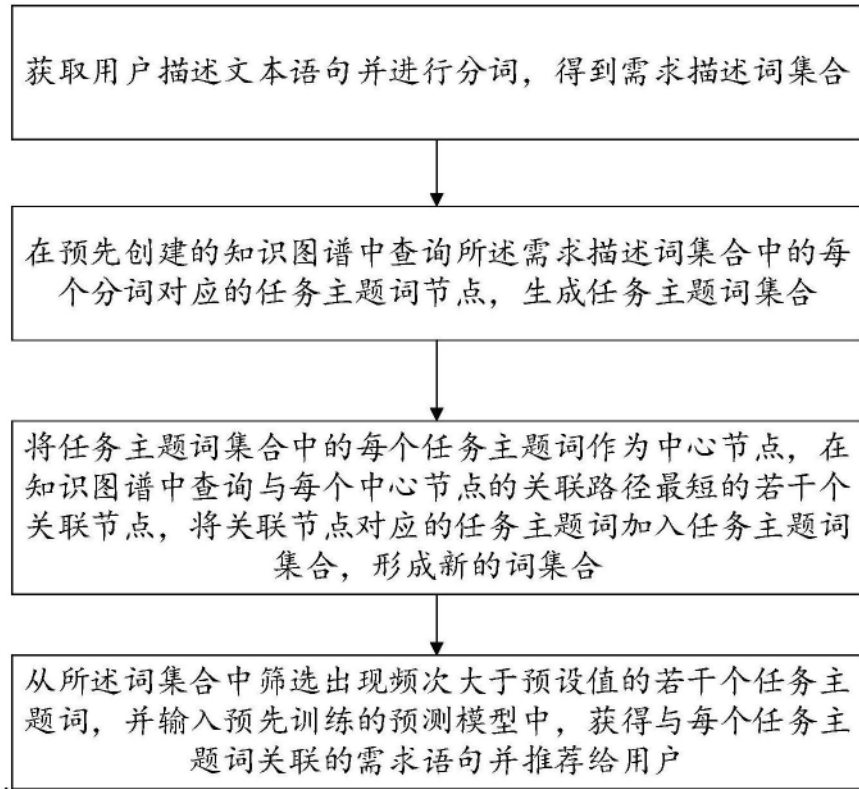 获取用户描述文本语句并进行分词，得到需求描述词集合
在预先创建的知识图谱中查询所述需求描述词集合中的每
个分词对应的任务主题词节点，生成任务主题词集合
将任务主题词集合中的每个任务主题词作为中心节点，在
知识图谱中查询与每个中心节点的关联路径最短的若干个
关联节点，将关联节点对应的任务主题词加入任务主题词
集合，形成新的词集合
从所述词集合中筛选出现频次大于预设值的若干个任务主
题词，并输入预先训练的预测模型中，获得与每个任务主
题词关联的需求语句并推荐给用户